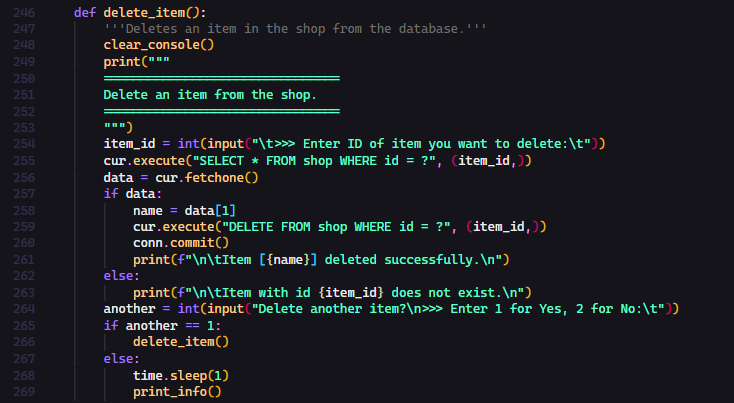 246 def delete_item():
247 '''Deletes an item in the shop from the database.'''
248 clear_console()
249 print("""
250 ================================
251 Delete an item from the shop.
252 ================================
253 """)
254 item_id = int(input("\t>>> Enter ID of item you want to delete:\t"))
255 cur.execute("SELECT * FROM shop WHERE id = ?", (item_id,))
256 data = cur.fetchone()
257 if data:
258 name = data[1]
259 cur.execute("DELETE FROM shop WHERE id = ?", (item_id,))
260 conn.commit()
261 print(f"\n\tItem [{name}] deleted successfully.\n")
262 else:
263 print(f"\n\tItem with id {item_id} does not exist.\n")
264 another = int(input("Delete another item?\n>>> Enter 1 for Yes, 2 for No:\t"))
265 if another == 1:
266 delete_item()
267 else:
268 time.sleep(1)
269 print_info()